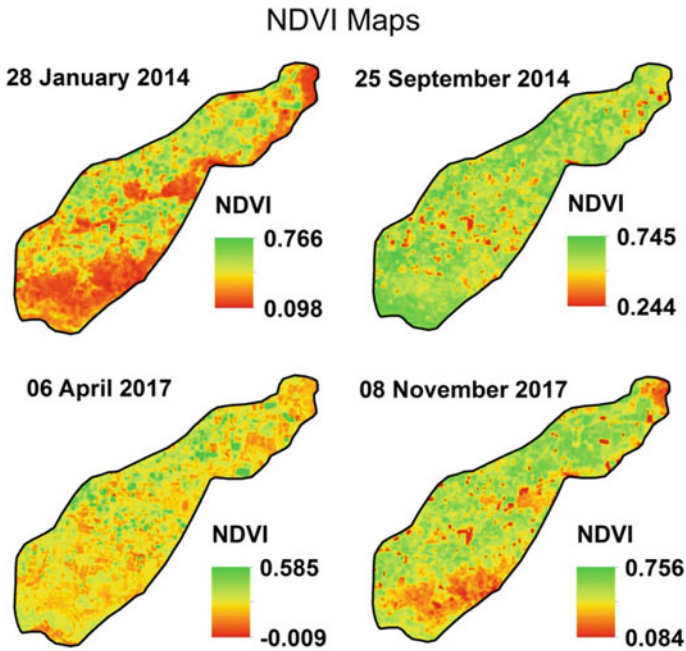 NDVI Maps
28 January 2014
NDVI
0.766
0.098
25 September 2014
NDVI
0.745
0.244
06 April 2017
NDVI
0.585
-0.009
08 November 2017
NDVI
0.756
0.084